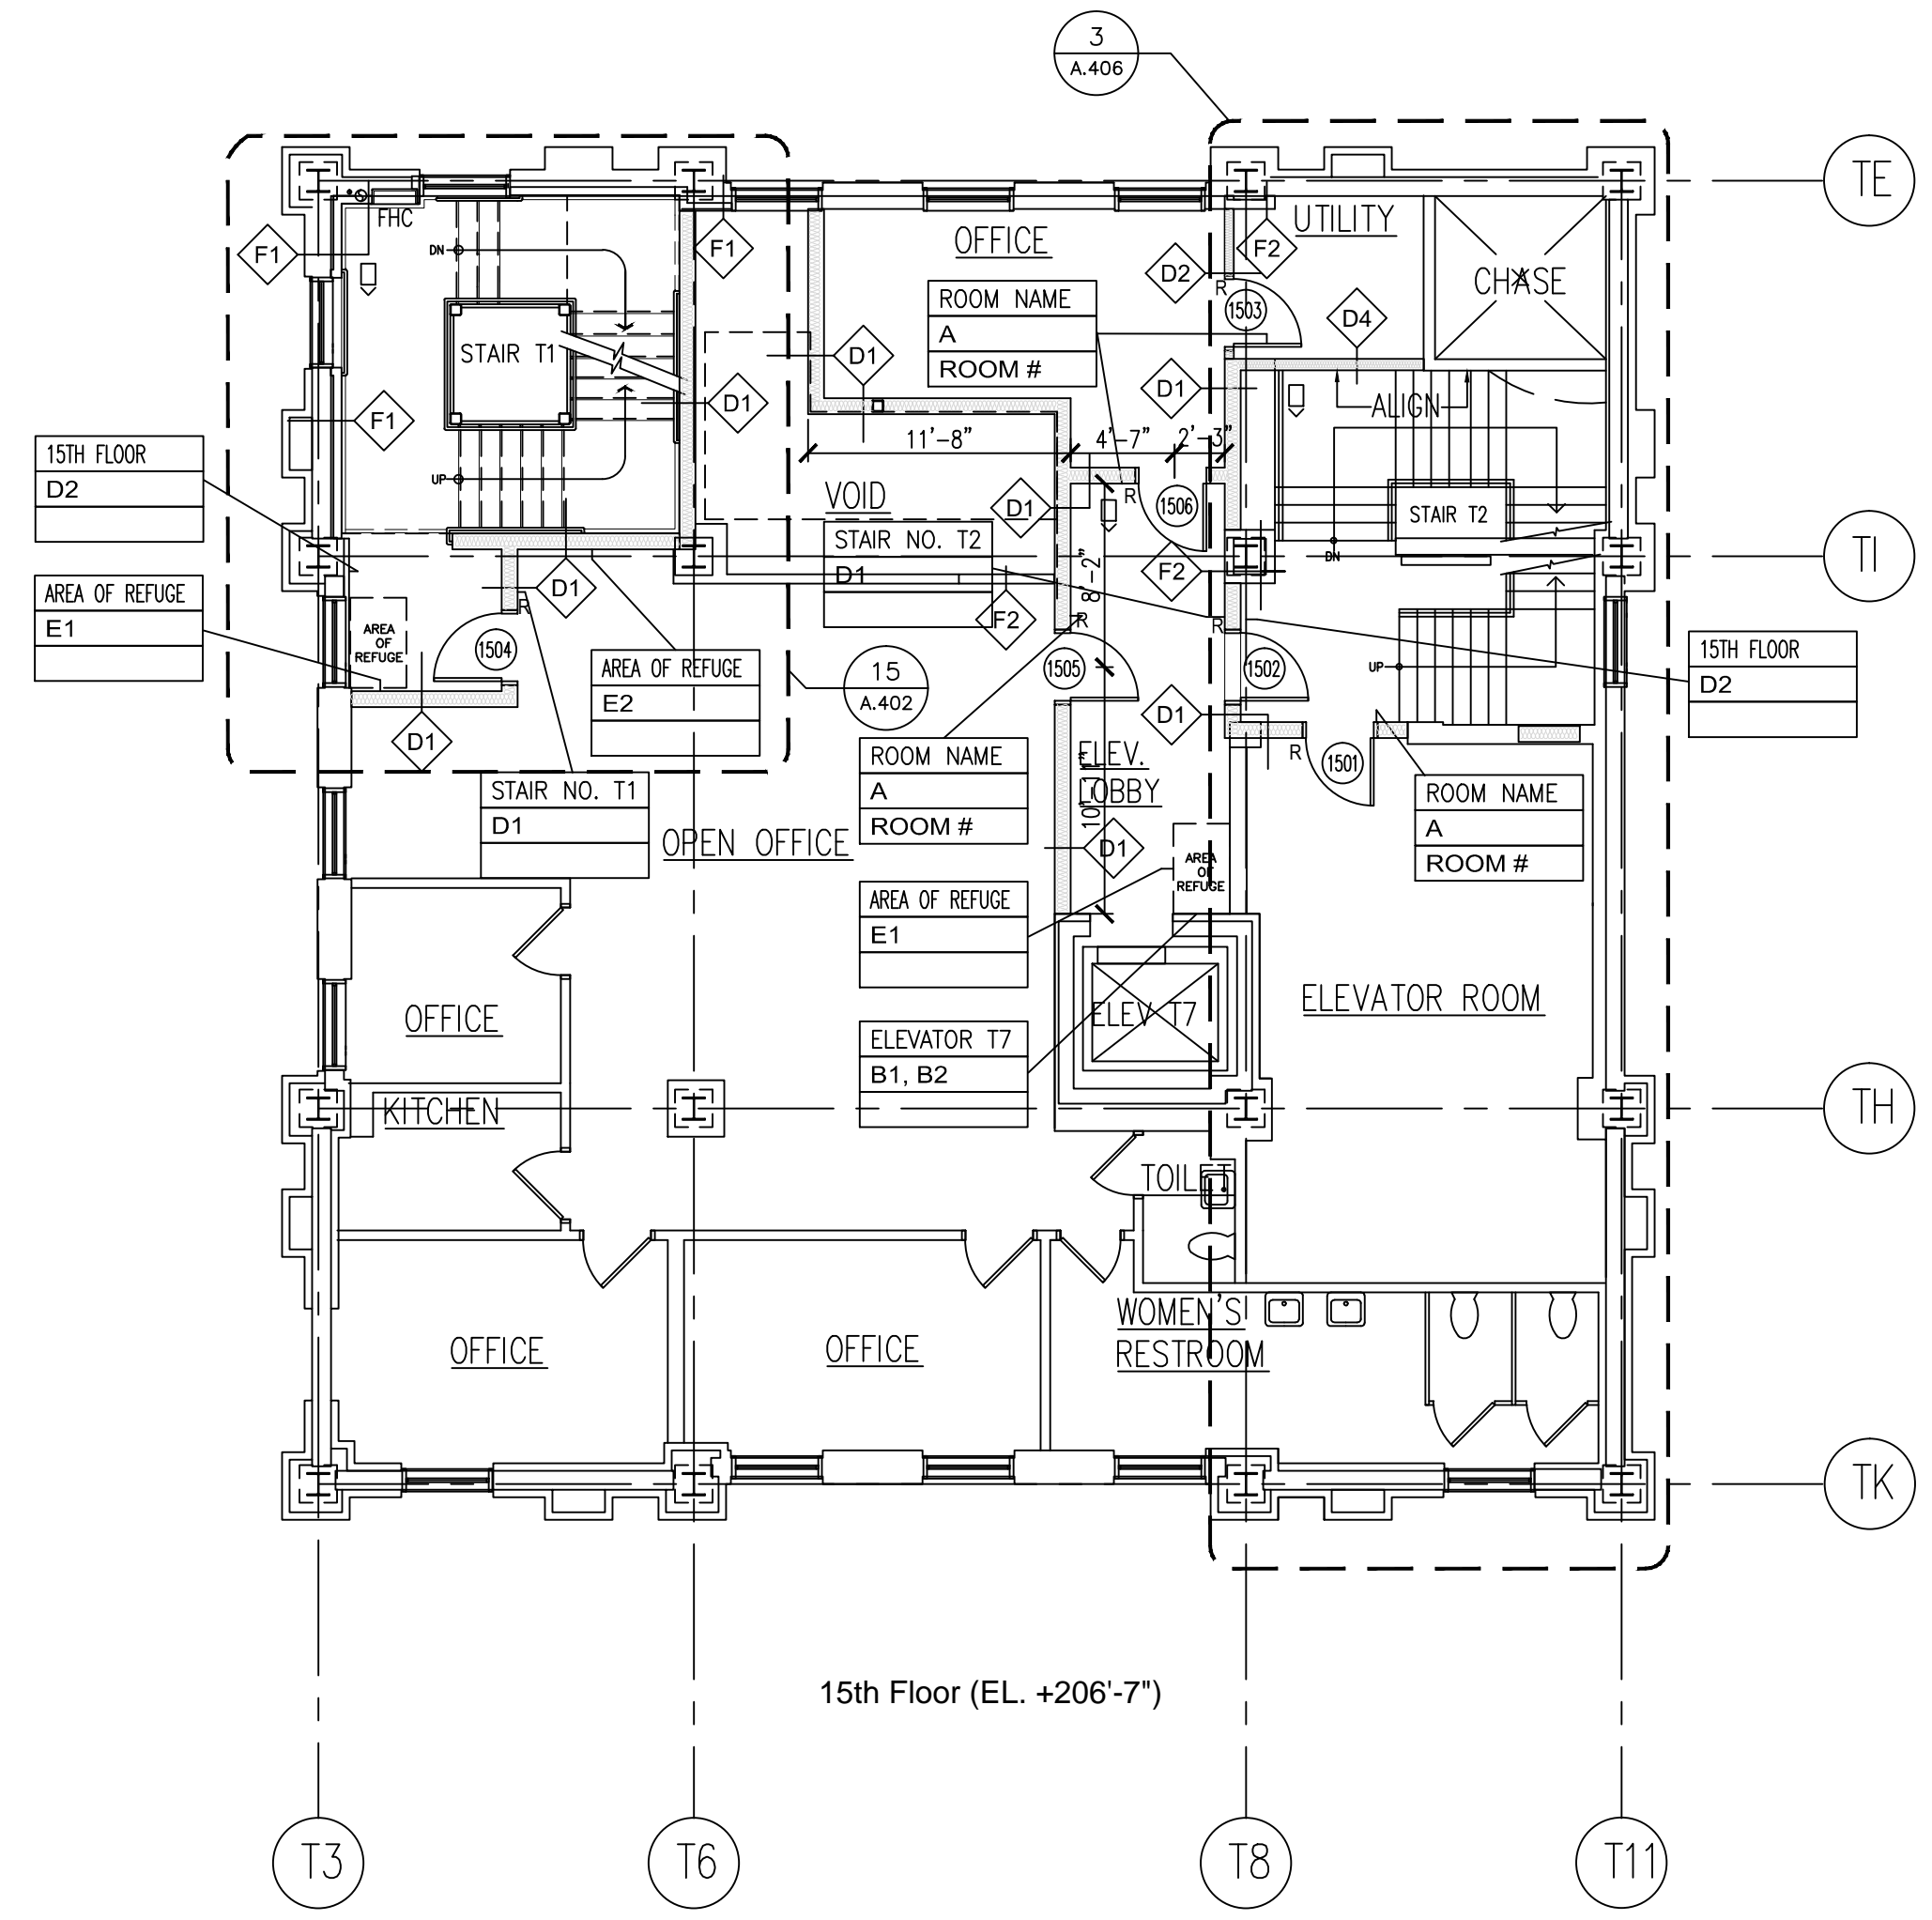 3
A.406
TE
UTILITY
FHC
F1
F1
OFFICE
F2
D2
CHASE
DN
ROOM NAME
A
ROOM #
R
1503
D4
STAIR T1
D1
D1
D1
F1
ALIGN
15TH FLOOR
D2
11'-8"
4'-7"
2'-3"
UP
VOID
D1
R
1506
STAIR T2
STAIR NO. T2
D1
DN
TI
AREA OF REFUGE
E1
D1
F2
8'-2"
R
F2
R
R
AREA
OF
REFUGE
1504
15TH FLOOR
D2
AREA OF REFUGE
E2
15
A.402
1505
1502
UP
D1
D1
ROOM NAME
A
ROOM #
ELEV.
LOBBY
R
1501
STAIR NO. T1
D1
ROOM NAME
A
ROOM #
OPEN OFFICE
D1
AREA
OF
REFUGE
AREA OF REFUGE
E1
OFFICE
ELEV T7
ELEVATOR ROOM
ELEVATOR T7
B1, B2
KITCHEN
TH
TOILET
WOMEN'S
RESTROOM
OFFICE
OFFICE
TK
15th Floor (EL. +206'-7")
T3
T6
T8
T11